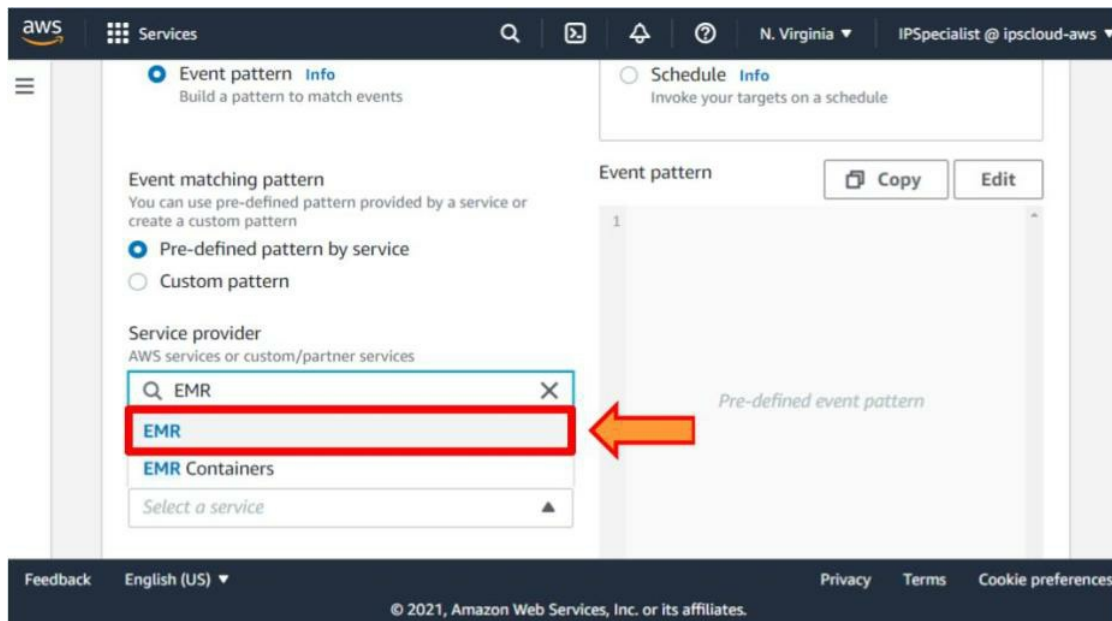 aws
Services
N. Virginia ▼
IPSpecialist @ ipscloud-aws ▼
Event pattern Info
Build a pattern to match events
Schedule Info
Invoke your targets on a schedule
Event matching pattern
You can use pre-defined pattern provided by a service or
create a custom pattern
Pre-defined pattern by service
Custom pattern
Service provider
AWS services or custom/partner services
EMR
EMR
EMR Containers
Select a service
Event pattern
Copy
Edit
1
Pre-defined event pattern
Feedback
English (US) ▼
Privacy
Terms
Cookie preferences
© 2021, Amazon Web Services, Inc. or its affiliates.